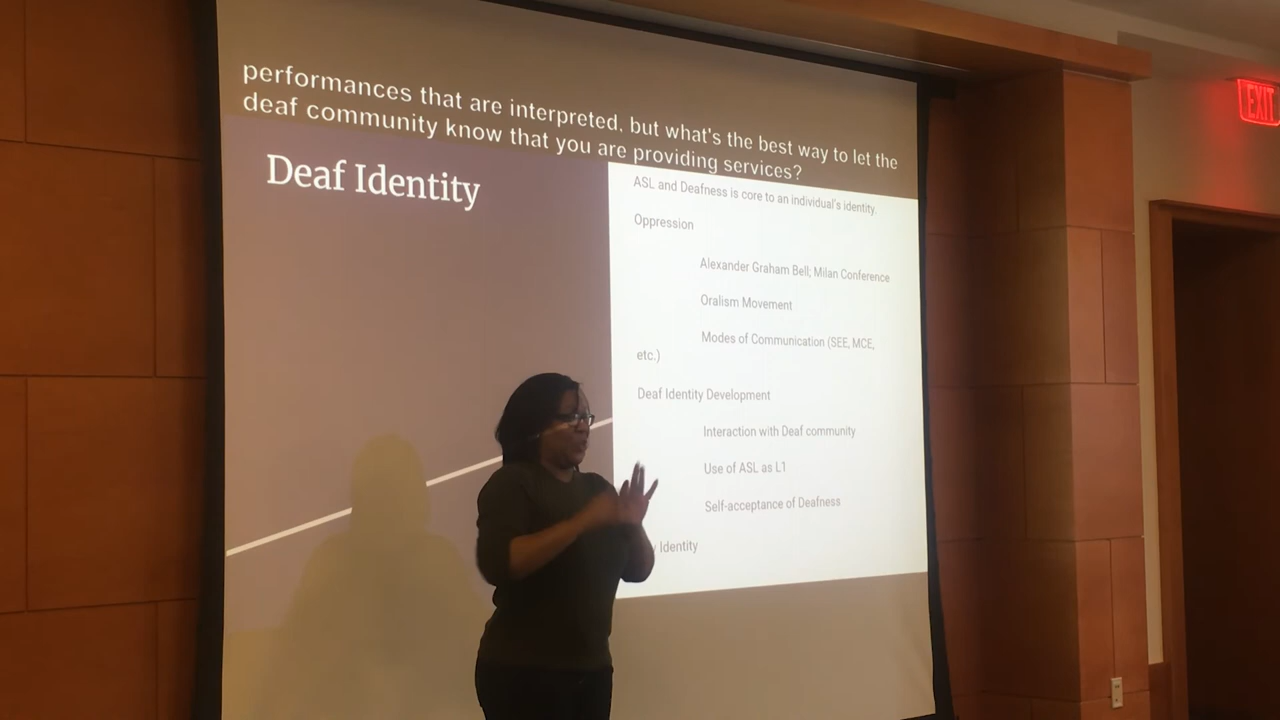 performances that are interpreted, but what's the best way to let the
deaf community know that you are providing services?
Deaf Identity
ASL and Deafness is core to an individual's identity.
Oppression
Alexander Graham Bell; Milan Conference
Oralism Movement
Modes of Communication (SEE, MCE,
etc.)
Deaf Identity Development
Interaction with Deaf community
Use of ASL as L1
Self-acceptance of Deafness
Identity
EXIT